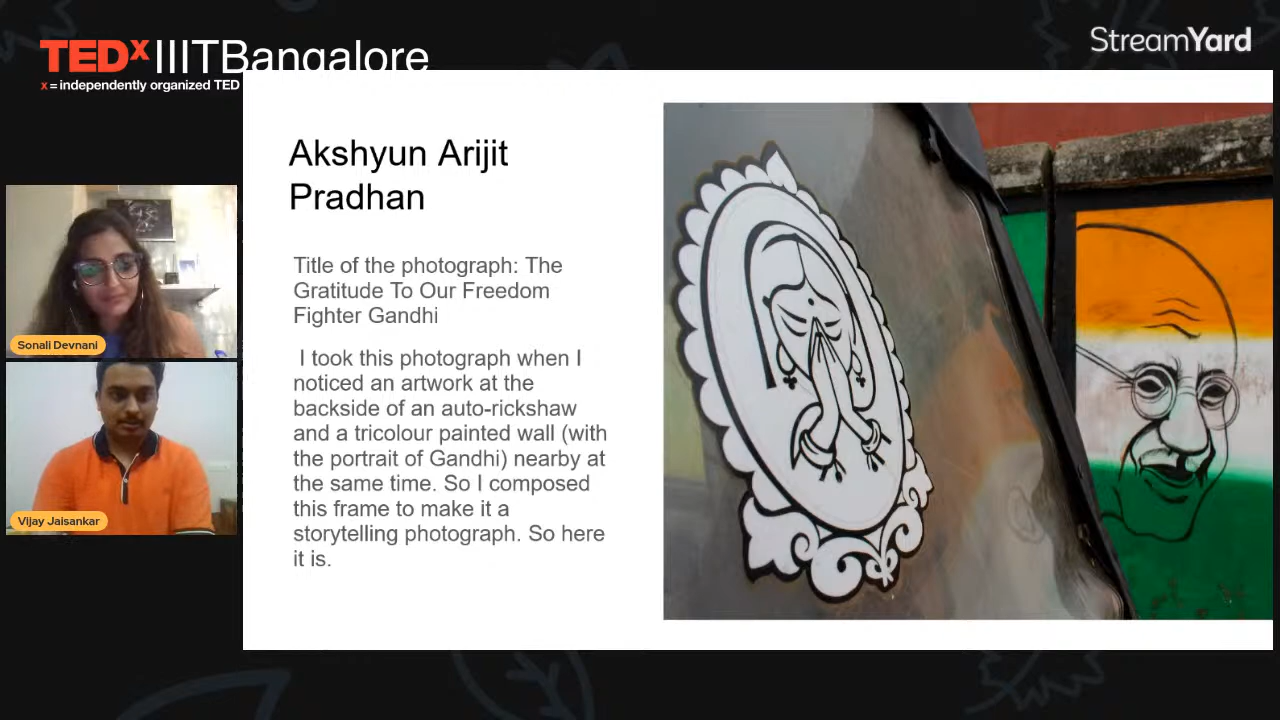 TEDxIIITBangalore
x = independently organized TED
StreamYard
Akshyun Arijit
Pradhan
Title of the photograph: The
Gratitude To Our Freedom
Fighter Gandhi
I took this photograph when I
noticed an artwork at the
backside of an auto-rickshaw
and a tricolour painted wall (with
the portrait of Gandhi) nearby at
the same time. So I composed
this frame to make it a
storytelling photograph. So here
it is.
Sonali Devnani
Vijay Jaisankar